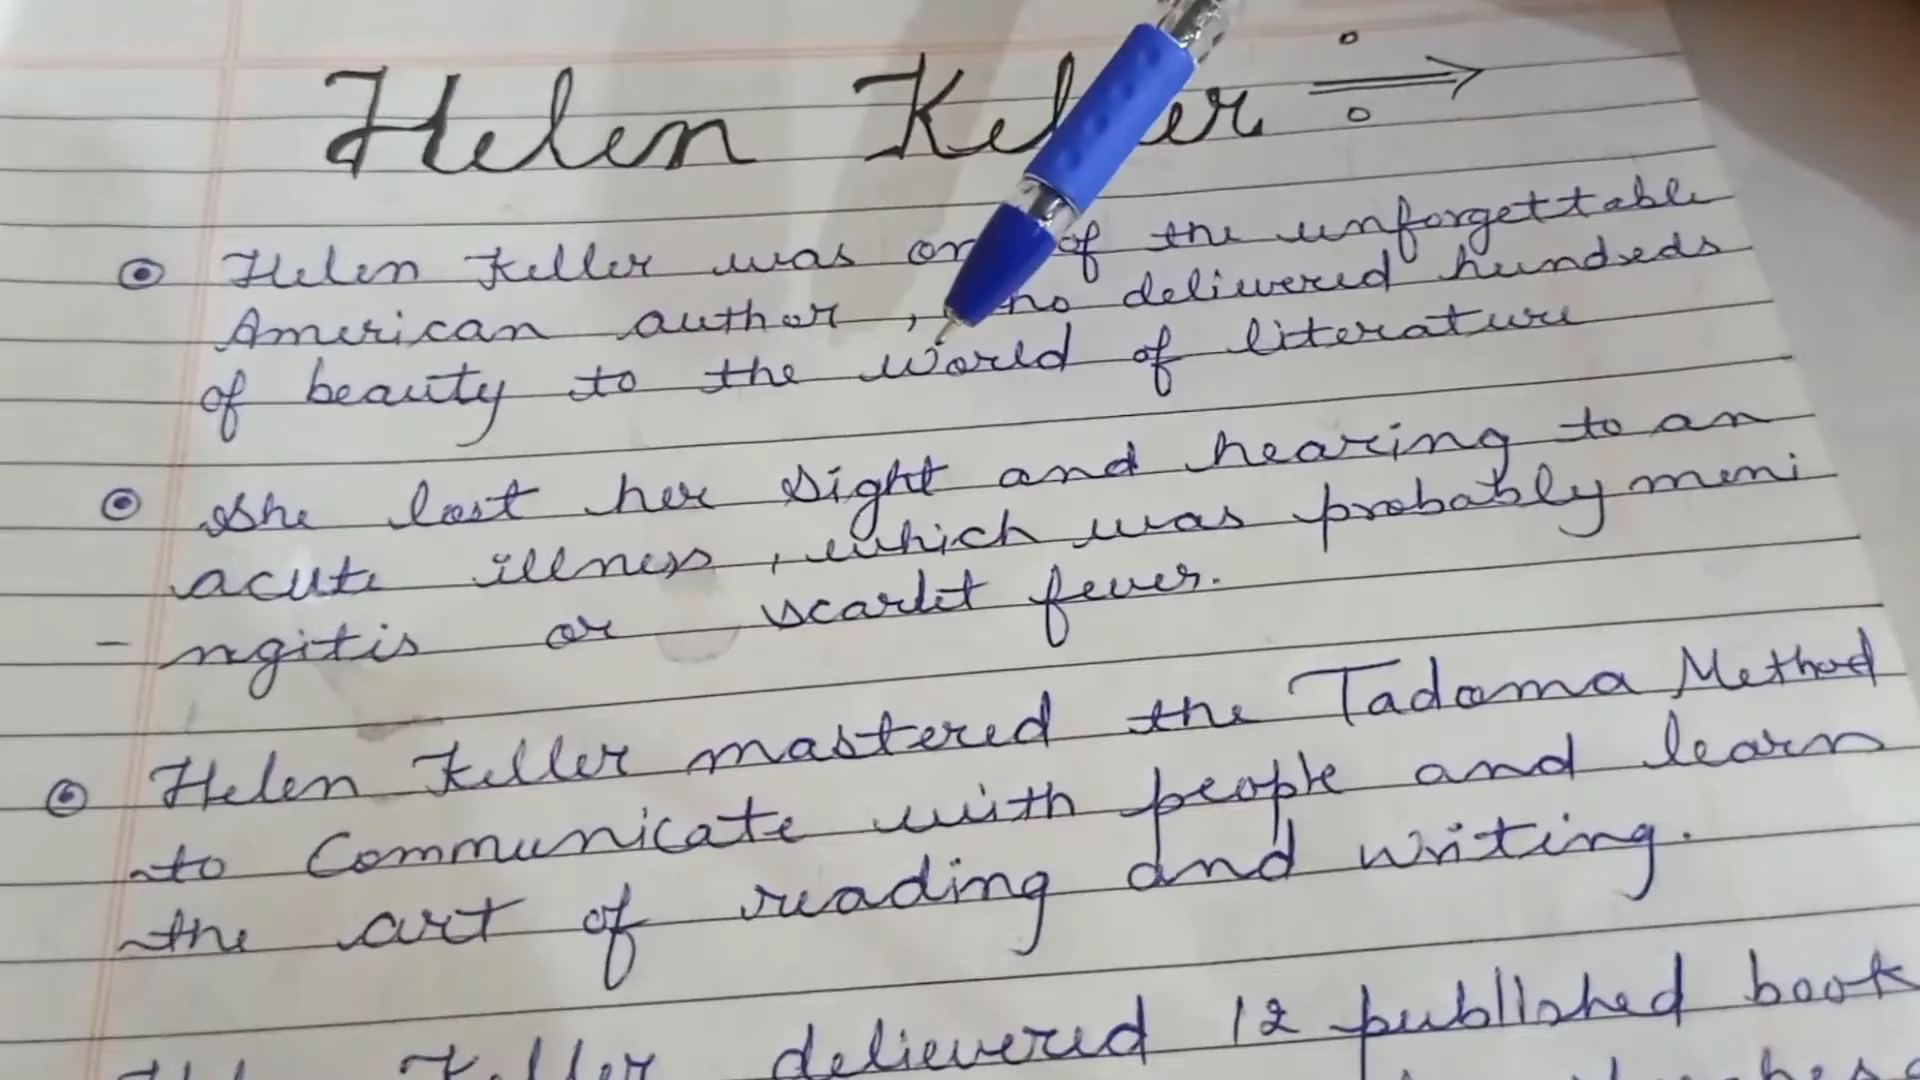 Helen Keller
Helen Keller was one of the unforgettable
American author, who delivered hundreds
of beauty to the world of literature
She lost her sight and hearing to an
acute illness, which was probably meni
- ngitis or scarlet fever.
Helen Keller mastered the Tadoma Method
to Communicate with people and learn
the art of reading and writing.
Keller delievered 12 published book